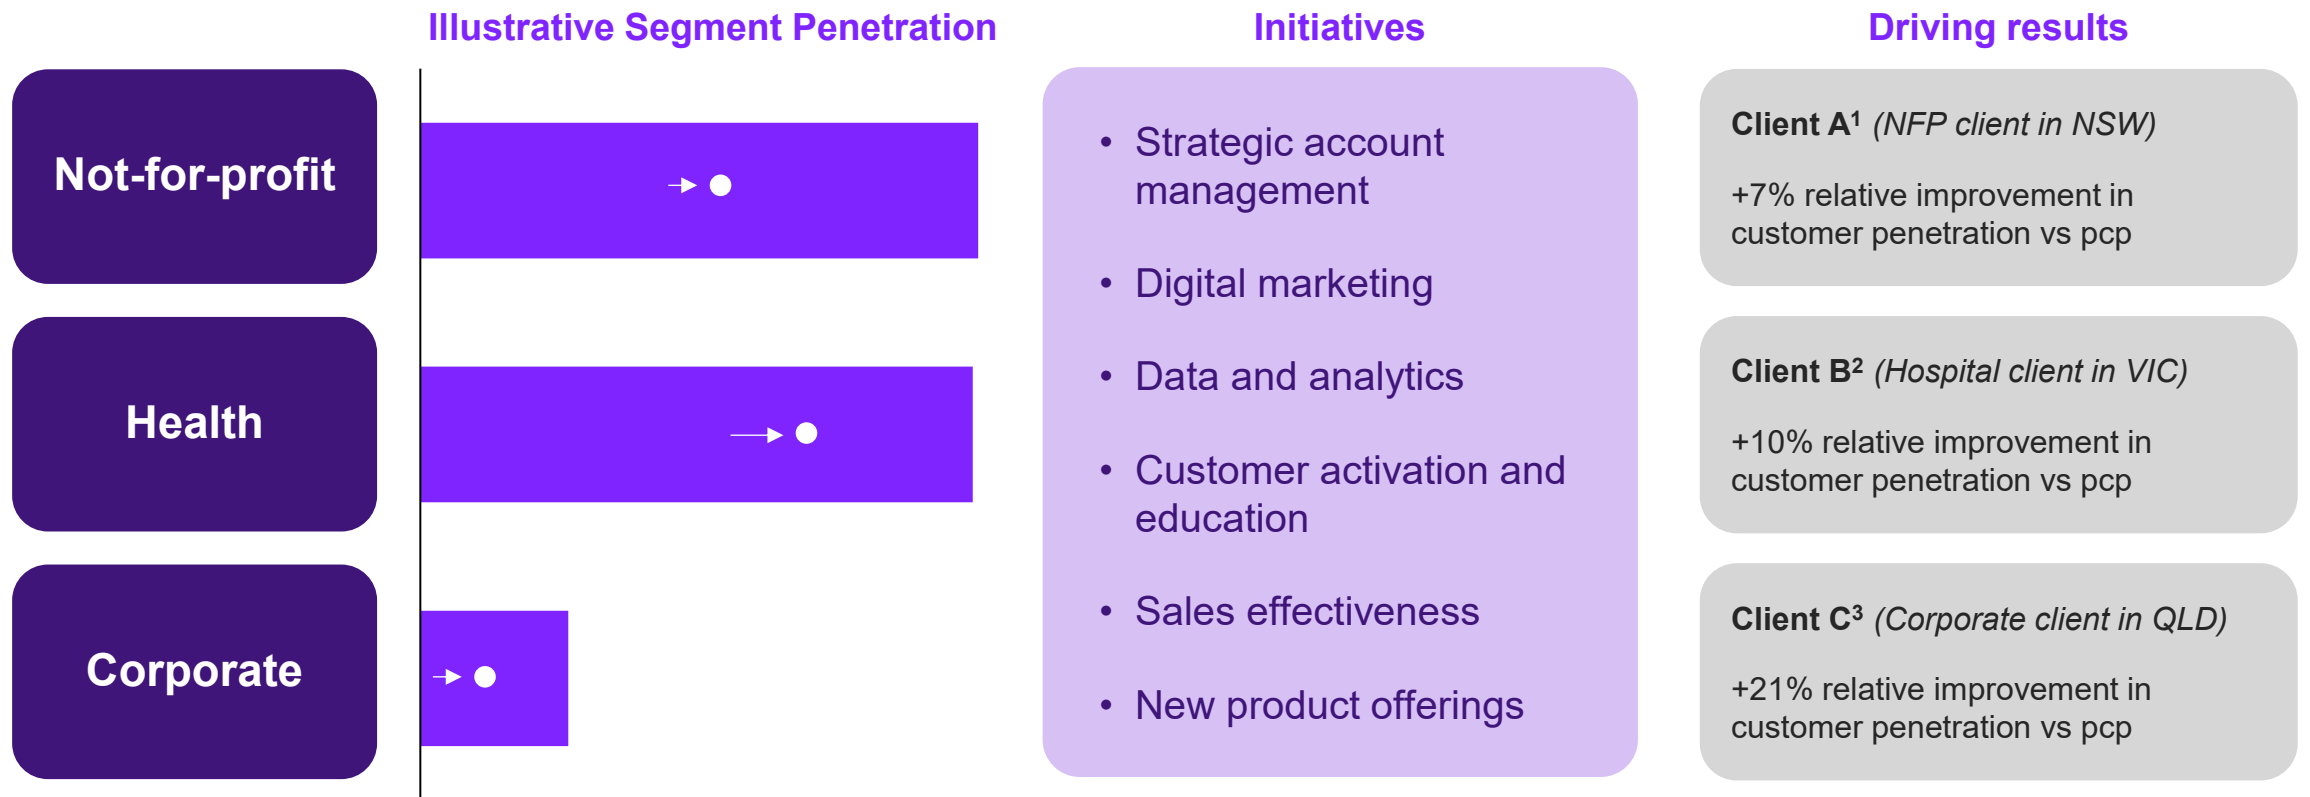 Illustrative Segment Penetration
Initiatives
Driving results
Not-for-profit
Health
Corporate
• Strategic account
management
• Digital marketing
• Data and analytics
• Customer activation and
education
• Sales effectiveness
• New product offerings
Client A¹ (NFP client in NSW)
+7% relative improvement in
customer penetration vs pcp
Client B² (Hospital client in VIC)
+10% relative improvement in
customer penetration vs pcp
Client C³ (Corporate client in QLD)
+21% relative improvement in
customer penetration vs pcp